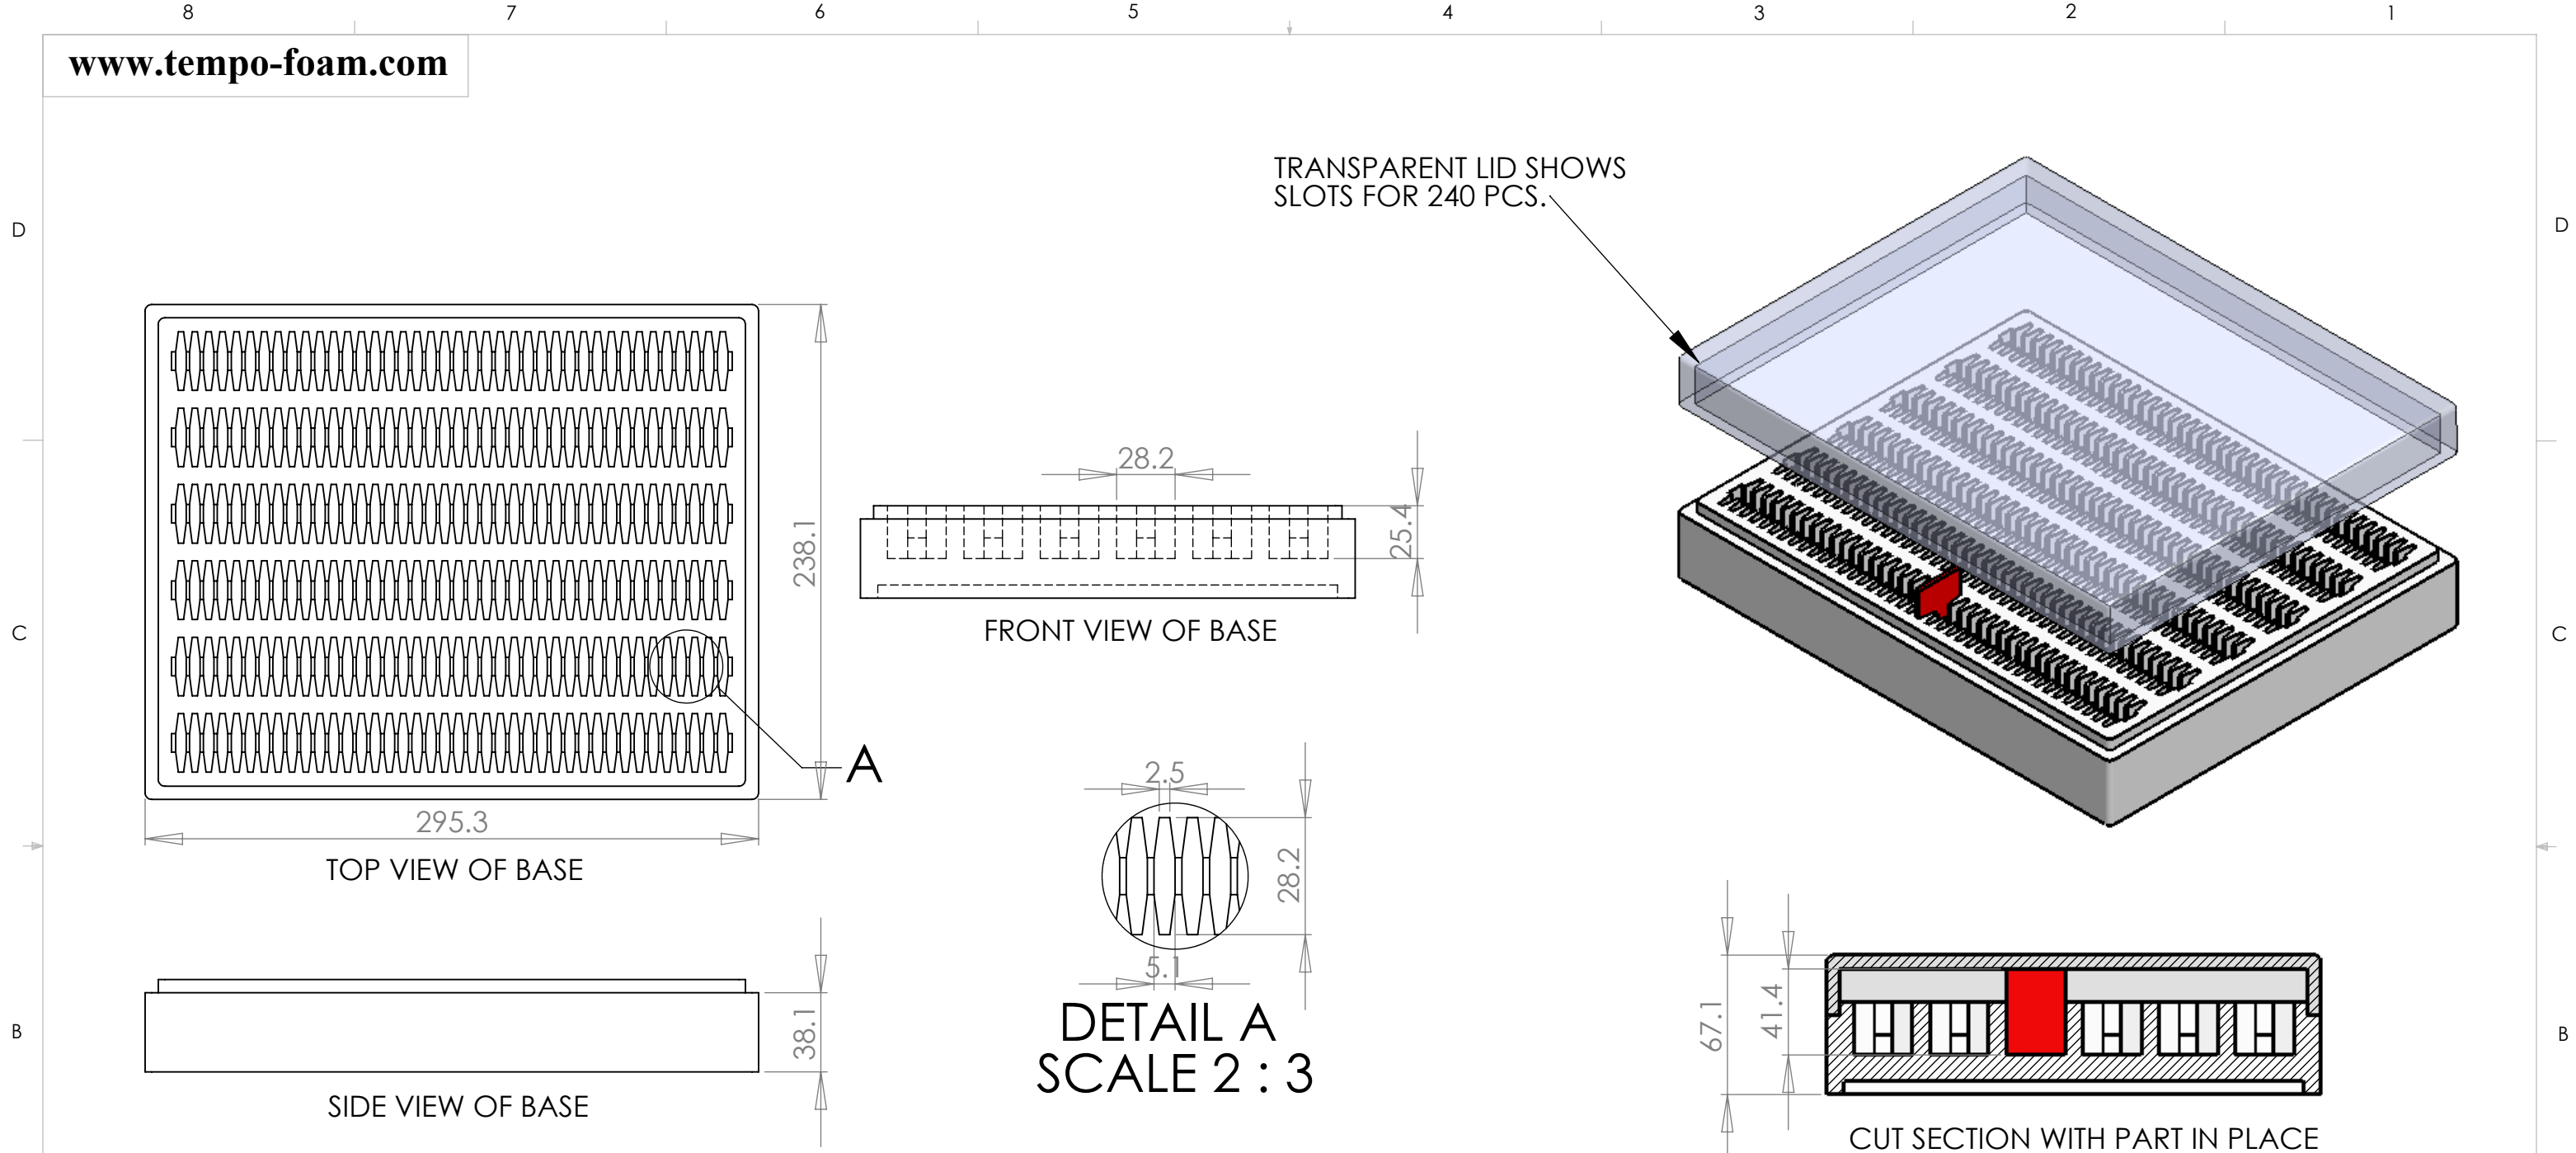 8 7 6 5 4 3 2 1
www.tempo-foam.com
TRANSPARENT LID SHOWS
SLOTS FOR 240 PCS.
D
D
28.2
25.4
238.1
FRONT VIEW OF BASE
C
C
A
295.3
TOP VIEW OF BASE
2.5
28.2
5.1
DETAIL A
SCALE 2 : 3
38.1
SIDE VIEW OF BASE
67.1
41.4
B
B
CUT SECTION WITH PART IN PLACE